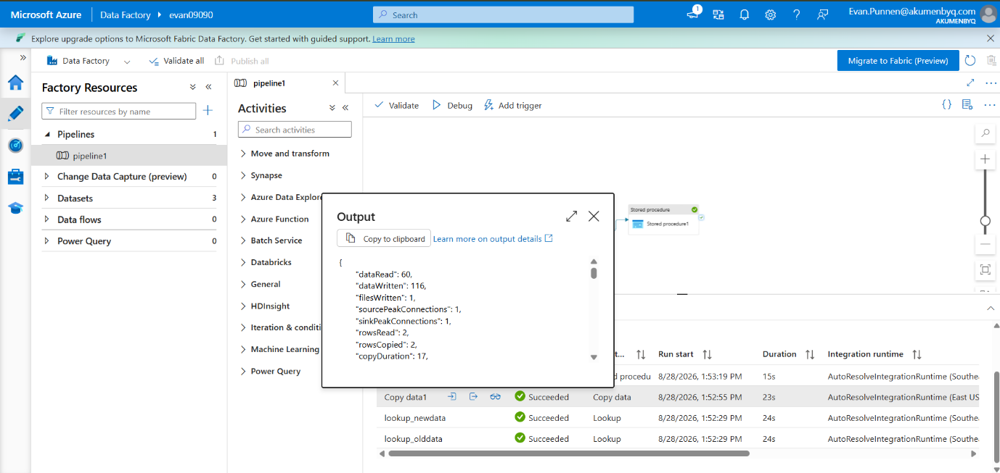 Microsoft Azure Data Factory evan09090 Search 1 Evan.Punnen@akumenbyq.com
AKUMENBYQ
Explore upgrade options to Microsoft Fabric Data Factory. Get started with guided support. Learn more
Data Factory Validate all Publish all Migrate to Fabric (Preview)
Factory Resources
Filter resources by name
Pipelines 1
pipeline1
Change Data Capture (preview) 0
Datasets 3
Data flows 0
Power Query 0
pipeline1
Activities
Search activities
Move and transform
Synapse
Azure Data Explor
Azure Function
Batch Service
Databricks
General
HDInsight
Iteration & conditi
Machine Learning
Power Query
Validate Debug Add trigger
{}
Stored procedure
Stored procedure1
Output
Copy to clipboard Learn more on output details
{
"dataRead": 60,
"dataWritten": 116,
"filesWritten": 1,
"sourcePeakConnections": 1,
"sinkPeakConnections": 1,
"rowsRead": 2,
"rowsCopied": 2,
"copyDuration": 17,
t... Run start Duration Integration runtime
d procedu 8/28/2026, 1:53:19 PM 15s AutoResolveIntegrationRuntime (Southea
Copy data1 Succeeded Copy data 8/28/2026, 1:52:55 PM 23s AutoResolveIntegrationRuntime (East US
lookup_newdata Succeeded Lookup 8/28/2026, 1:52:29 PM 24s AutoResolveIntegrationRuntime (Southea
lookup_olddata Succeeded Lookup 8/28/2026, 1:52:29 PM 24s AutoResolveIntegrationRuntime (Southea